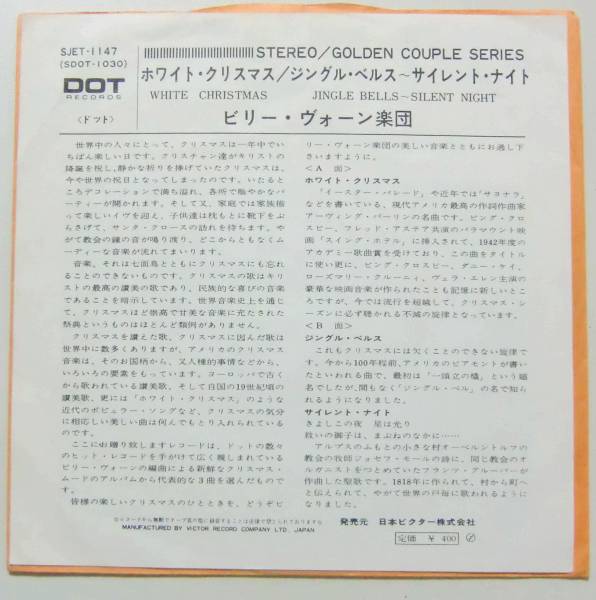 SJET-1147
(SDOT-1030)
DOT
RECORDS
〈ドット〉
STEREO/GOLDEN COUPLE SERIES
ホワイト・クリスマス/ジングル・ベルス~サイレント・ナイト
WHITE CHRISTMAS JINGLE BELLS~SILENT NIGHT
ビリー・ヴォーン楽団
世界中の人々にとって、クリスマスは一年中でい
ちばん楽しい日です。クリスチャン達がキリストの
降誕を祝し、静かな祈りを捧げていたクリスマスは、
今や世界の祝日となってしまったのです。いたると
ころデコレーションで満ち溢れ、各所で賑やかなパ
ーティーが開かれます。そして又、家庭では家族揃
って楽しいイヴを迎え、子供達は枕もとに靴下をぶ
らさげて、サンタ・クロースの訪れを待ちます。や
がて教会の鐘の音が鳴り渡り、どこからともなくム
ーディーな音楽が流れてまいります。
音楽、それは七面鳥とともにクリスマスにも忘れ
ることのできないものです。クリスマスの歌はキリ
ストの最高の讃美の歌であり、民族的な喜びの音楽
であることを暗示しています。世界音楽史上を通じ
て、クリスマスほど崇高で甘美な音楽に充たされた
祭典というものはほとんど類例がありません。
クリスマスを讃えた歌、クリスマスに因んだ歌は
世界中に数多くありますが、アメリカのクリスマス
音楽は、そのお国柄から、又人種的事情などから、
いろいろの要素をもっています。ヨーロッパで古く
から歌われている讃美歌、そして自国の19世紀頃の
讃美歌、更には「ホワイト・クリスマス」のような
近代のポピュラー・ソングなど、クリスマスの気分
に相応しい美しい曲は何んでもとり入れられている
のです。
ここにお贈り致しますレコードは、ドットの数々
のヒット・レコードを手がけて広く親しまれている
ビリー・ヴォーンの編曲による新鮮なクリスマス・
ムードのアルバムから代表的な3曲を選んだもので
す。
皆様の楽しいクリスマスのひとときを、どうぞビ
リー・ヴォーン楽団の美しい音楽とともにお過し下
さいますように。
〈A 面〉
ホワイト・クリスマス
「イースター・パレード」や近年では「サヨナラ」
などを書いている、現代アメリカ最高の作詞作曲家
アーヴィング・バーリンの名曲です。ビング・クロ
スビー、フレッド・アステア共演のパラマウント映
画「スイング・ホテル」に挿入されて、1942年度の
アカデミー歌曲賞を受けており、この曲をタイトル
に使い更に、ビング・クロスビー、デニー・ケイ、
ローズマリー・クルーニイ、ヴェラ・エレン主演の
豪華な映画音楽が作られたことも記憶に新しいとこ
ろですが、今では流行を超越して、クリスマス・シ
ーズンに必ず聴かれる不滅の旋律となっています。
〈B 面〉
ジングル・ベルス
これもクリスマスには欠くことのできない旋律で
す。今から100年程前、アメリカのピアモントが書い
たといわれる曲で、最初は「一頭立の橇」という題
名でしたが、間もなく「ジングル・ベル」の名で知ら
れるようになりました。
サイレント・ナイト
きよしこの夜 星は光り
救いの御子は、まぶねのなかに……
アルプスのふもとの小さな村オーベルントルフの
教会の牧師ジョセフ・モールの詩に、同じ教会のオ
ルガニストをつとめていたフランツ・グルーバーが
作曲した聖歌です。1818年に作られて、村から町へ
と伝えられて、やがて世界の四海に歌われるように
なりました。
MANUFACTURED BY VICTOR RECORD COMPANY LTD., JAPAN
発売元 日本ビクター株式会社
定価 ¥400